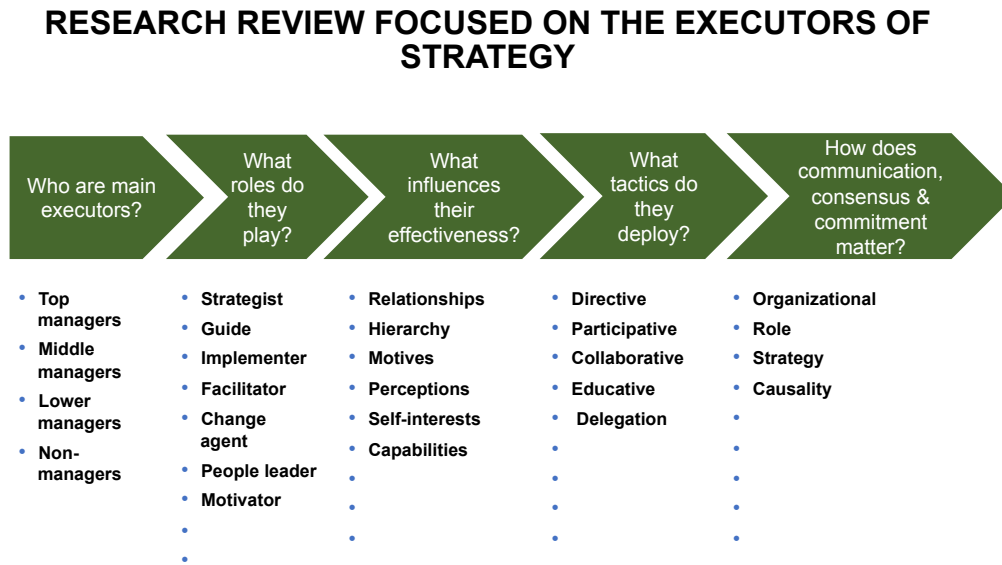 RESEARCH REVIEW FOCUSED ON THE EXECUTORS OF
STRATEGY
Who are main
executors?
What
roles do
they
play?
What
influences
their
effectiveness?
What
tactics do
they
deploy?
How does
communication,
consensus &
commitment
matter?
• Top
managers
• Middle
managers
• Lower
managers
• Non-
managers
• Strategist
• Guide
• Implementer
• Facilitator
• Change
agent
• People leader
• Motivator
•
•
• Relationships
• Hierarchy
• Motives
• Perceptions
• Self-interests
• Capabilities
•
•
•
• Directive
• Participative
• Collaborative
• Educative
• Delegation
•
•
•
•
• Organizational
• Role
• Strategy
• Causality
•
•
•
•
•